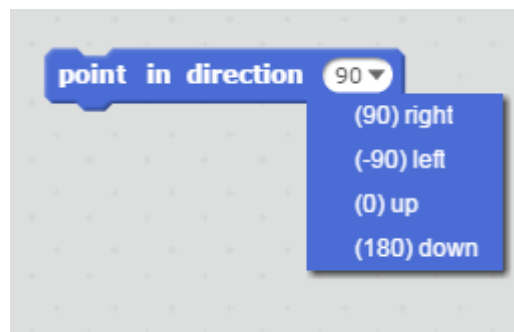 point in direction 90
(90) right
(-90) left
(0) up
(180) down